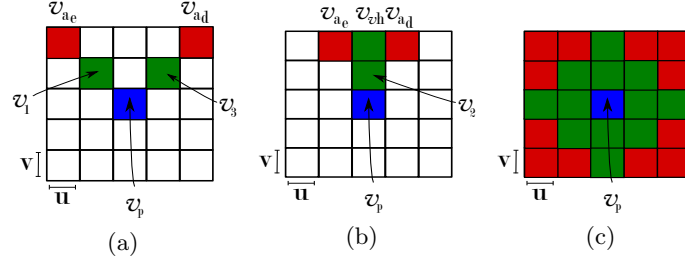 v_{a_e} v_{a_d} v_{a_e} v_{vh} v_{a_d}
v_1 v_3 v_2
v v v
u v_p u v_p u v_p
(a) (b) (c)